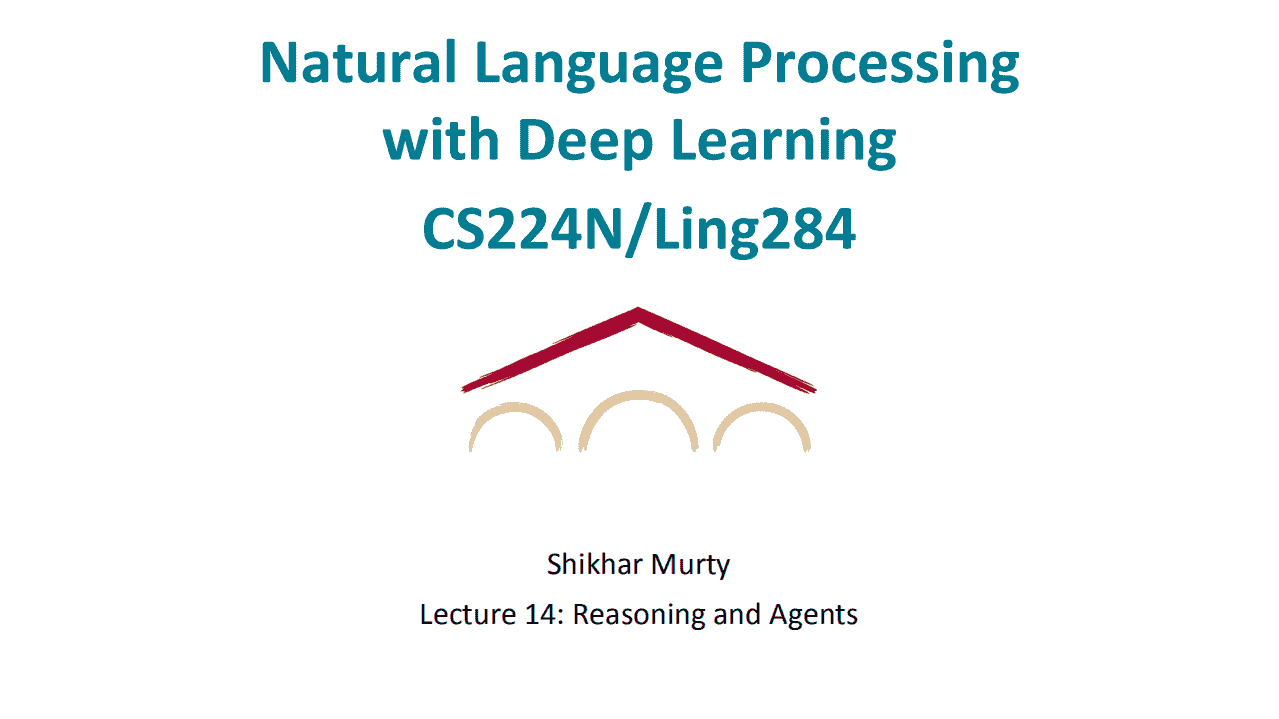 Natural Language Processing
with Deep Learning
CS224N/Ling284
Shikhar Murty
Lecture 14: Reasoning and Agents